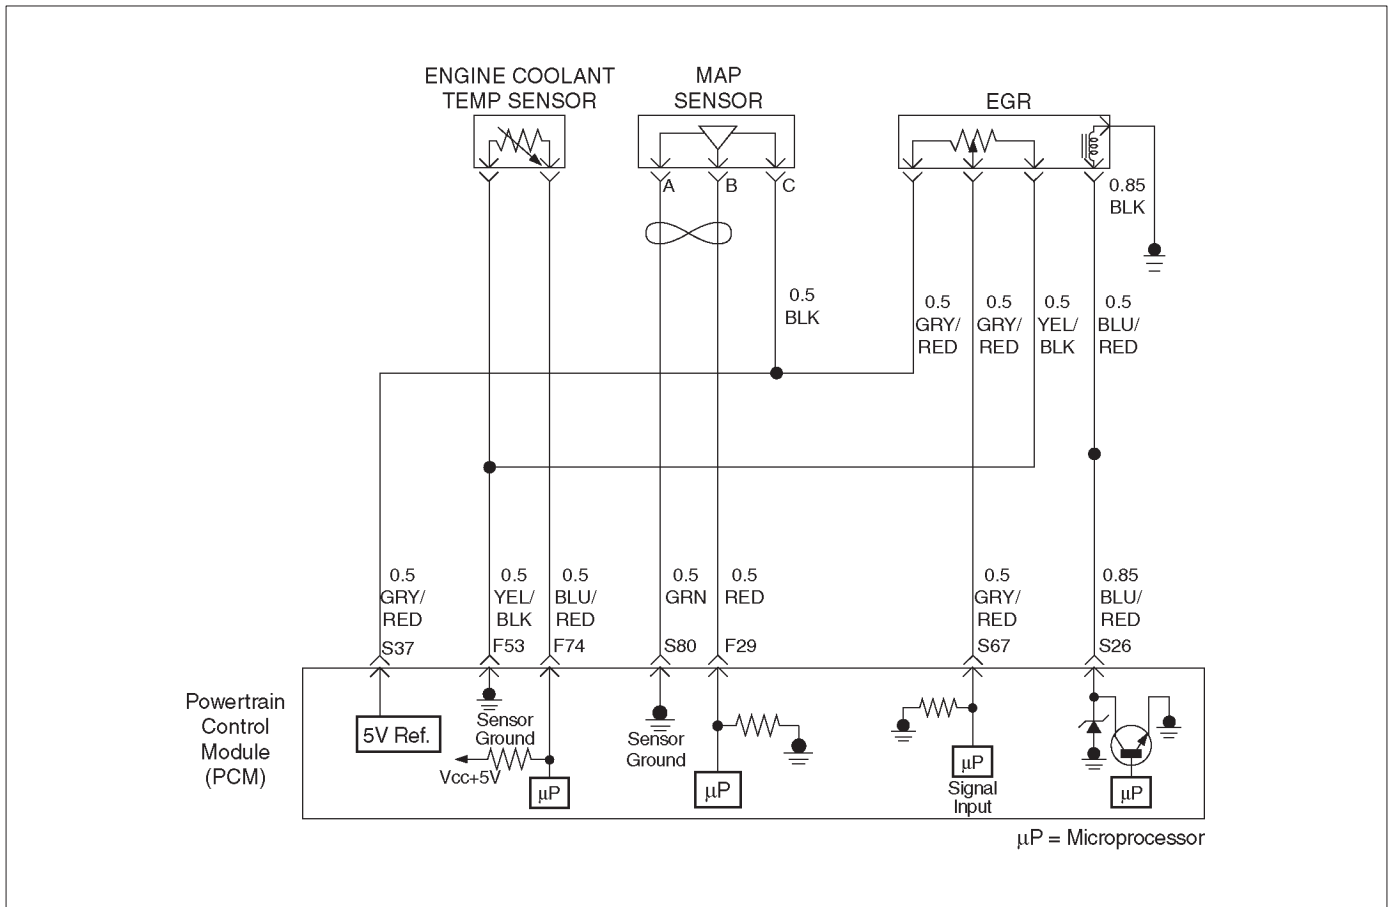 ENGINE COOLANT
TEMP SENSOR
MAP
SENSOR
EGR
A
B
C
0.85
BLK
0.5
BLK
0.5
GRY/
RED
0.5
GRY/
RED
0.5
YEL/
BLK
0.5
BLU/
RED
0.5
GRY/
RED
S37
0.5
YEL/
BLK
F53
0.5
BLU/
RED
F74
0.5
GRN
S80
0.5
RED
F29
0.5
GRY/
RED
S67
0.85
BLU/
RED
S26
Powertrain
Control
Module
(PCM)
5V Ref.
Sensor
Ground
Vcc+5V
µP
Sensor
Ground
µP
µP
Signal
Input
µP
µP = Microprocessor